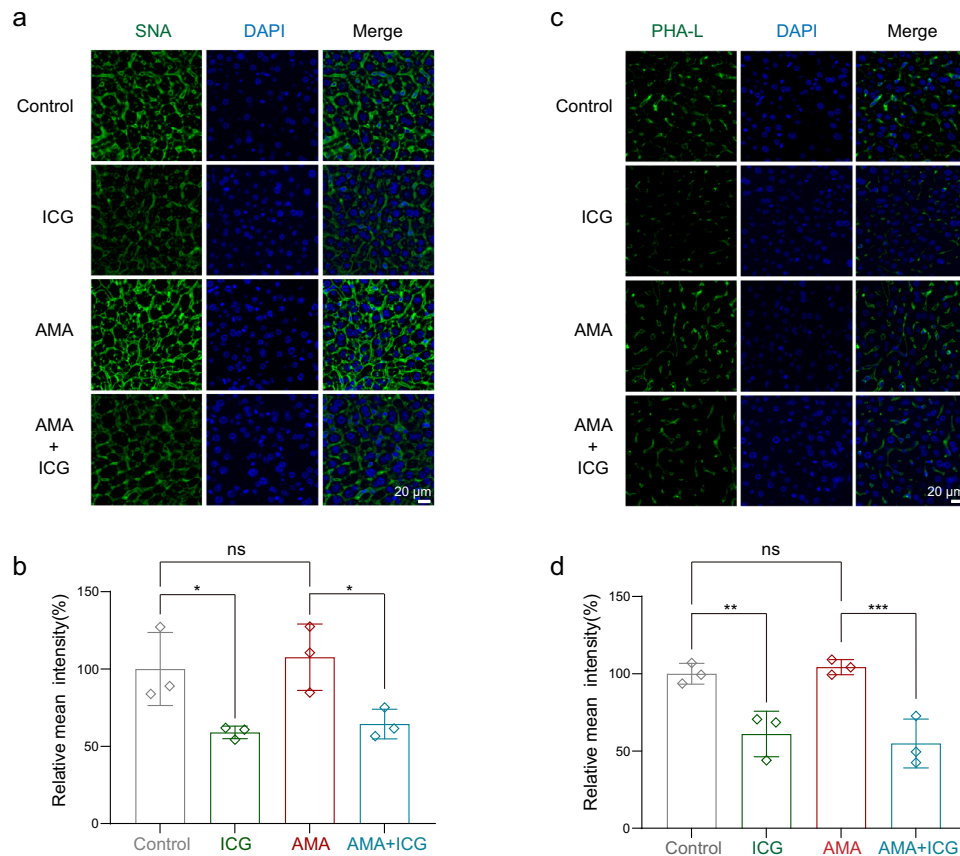 a
SNA DAPI Merge
Control
ICG
AMA
AMA
+
ICG
20 µm
c
PHA-L DAPI Merge
Control
ICG
AMA
AMA
+
ICG
20 µm
b
ns
* *
Relative mean intensity(%)
150
100
50
0
Control ICG AMA AMA+ICG
d
ns
** ***
Relative mean intensity(%)
150
100
50
0
Control ICG AMA AMA+ICG